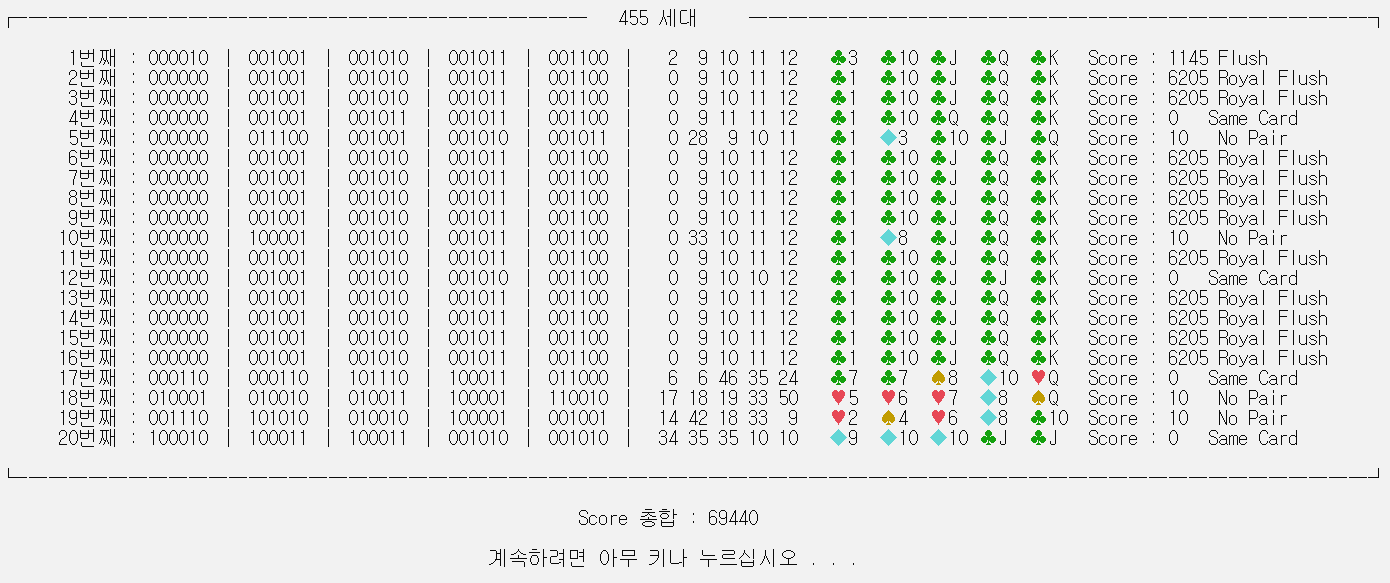 455 세대
1번째 : 000010 | 001001 | 001010 | 001011 | 001100 | 2 9 10 11 12 ♣3 ♣10 ♣J ♣Q ♣K Score : 1145 Flush
2번째 : 000000 | 001001 | 001010 | 001011 | 001100 | 0 9 10 11 12 ♣1 ♣10 ♣J ♣Q ♣K Score : 6205 Royal Flush
3번째 : 000000 | 001001 | 001010 | 001011 | 001100 | 0 9 10 11 12 ♣1 ♣10 ♣J ♣Q ♣K Score : 6205 Royal Flush
4번째 : 000000 | 001001 | 001011 | 001011 | 001100 | 0 9 11 11 12 ♣1 ♣10 ♣Q ♣Q ♣K Score : 0 Same Card
5번째 : 000000 | 011100 | 001001 | 001010 | 001011 | 0 28 9 10 11 ♣1 ◆3 ♣10 ♣J ♣Q Score : 10 No Pair
6번째 : 000000 | 001001 | 001010 | 001011 | 001100 | 0 9 10 11 12 ♣1 ♣10 ♣J ♣Q ♣K Score : 6205 Royal Flush
7번째 : 000000 | 001001 | 001010 | 001011 | 001100 | 0 9 10 11 12 ♣1 ♣10 ♣J ♣Q ♣K Score : 6205 Royal Flush
8번째 : 000000 | 001001 | 001010 | 001011 | 001100 | 0 9 10 11 12 ♣1 ♣10 ♣J ♣Q ♣K Score : 6205 Royal Flush
9번째 : 000000 | 001001 | 001010 | 001011 | 001100 | 0 9 10 11 12 ♣1 ♣10 ♣J ♣Q ♣K Score : 6205 Royal Flush
10번째 : 000000 | 100001 | 001010 | 001011 | 001100 | 0 33 10 11 12 ♣1 ◆8 ♣J ♣Q ♣K Score : 10 No Pair
11번째 : 000000 | 001001 | 001010 | 001011 | 001100 | 0 9 10 11 12 ♣1 ♣10 ♣J ♣Q ♣K Score : 6205 Royal Flush
12번째 : 000000 | 001001 | 001010 | 001010 | 001100 | 0 9 10 10 12 ♣1 ♣10 ♣J ♣J ♣K Score : 0 Same Card
13번째 : 000000 | 001001 | 001010 | 001011 | 001100 | 0 9 10 11 12 ♣1 ♣10 ♣J ♣Q ♣K Score : 6205 Royal Flush
14번째 : 000000 | 001001 | 001010 | 001011 | 001100 | 0 9 10 11 12 ♣1 ♣10 ♣J ♣Q ♣K Score : 6205 Royal Flush
15번째 : 000000 | 001001 | 001010 | 001011 | 001100 | 0 9 10 11 12 ♣1 ♣10 ♣J ♣Q ♣K Score : 6205 Royal Flush
16번째 : 000000 | 001001 | 001010 | 001011 | 001100 | 0 9 10 11 12 ♣1 ♣10 ♣J ♣Q ♣K Score : 6205 Royal Flush
17번째 : 000110 | 000110 | 101110 | 100011 | 011000 | 6 6 46 35 24 ♣7 ♣7 ♠8 ◆10 ♥Q Score : 0 Same Card
18번째 : 010001 | 010010 | 010011 | 100001 | 110010 | 17 18 19 33 50 ♥5 ♥6 ♥7 ◆8 ♠Q Score : 10 No Pair
19번째 : 001110 | 101010 | 010010 | 100001 | 001001 | 14 42 18 33 9 ♥2 ♠4 ♥6 ◆8 ♣10 Score : 10 No Pair
20번째 : 100010 | 100011 | 100011 | 001010 | 001010 | 34 35 35 10 10 ◆9 ◆10 ◆10 ♣J ♣J Score : 0 Same Card
Score 총합 : 69440
계속하려면 아무 키나 누르십시오 . . .